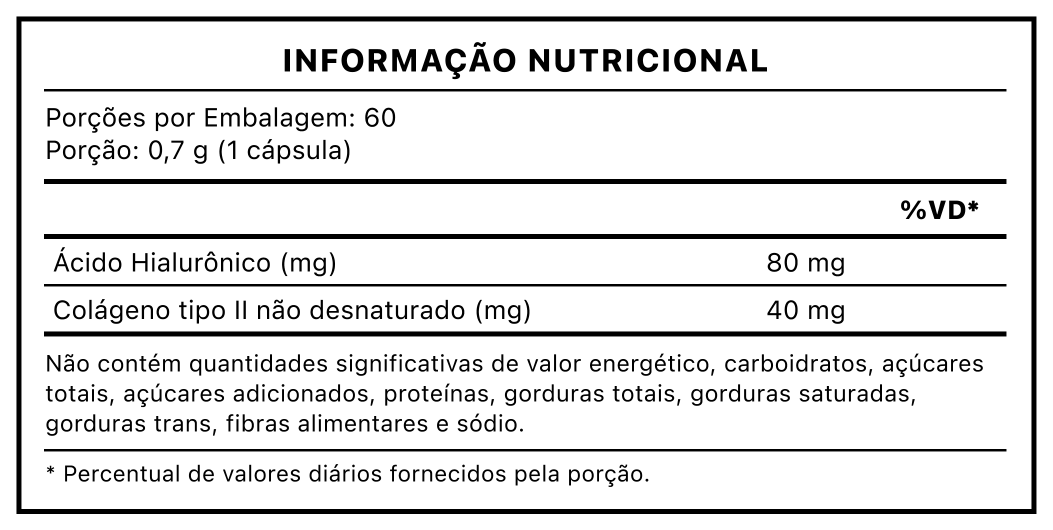 INFORMAÇÃO NUTRICIONAL
Porções por Embalagem: 60
Porção: 0,7 g (1 cápsula)
%VD*
Ácido Hialurônico (mg) 80 mg
Colágeno tipo II não desnaturado (mg) 40 mg
Não contém quantidades significativas de valor energético, carboidratos, açúcares
totais, açúcares adicionados, proteínas, gorduras totais, gorduras saturadas,
gorduras trans, fibras alimentares e sódio.
* Percentual de valores diários fornecidos pela porção.